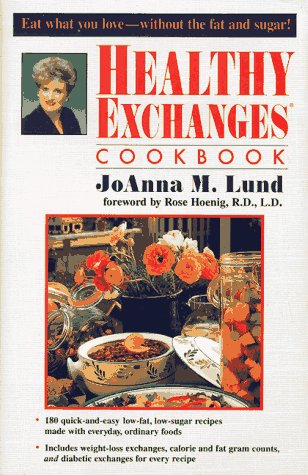 Eat what you love—without the fat and sugar!
HEALTHY
EXCHANGES®
COOKBOOK
JoAnna M. Lund
foreword by Rose Hoenig, R.D., L.D.
• 180 quick-and-easy low-fat, low-sugar recipes
made with everyday, ordinary foods
• Includes weight-loss exchanges, calorie and fat gram counts,
and diabetic exchanges for every recipe